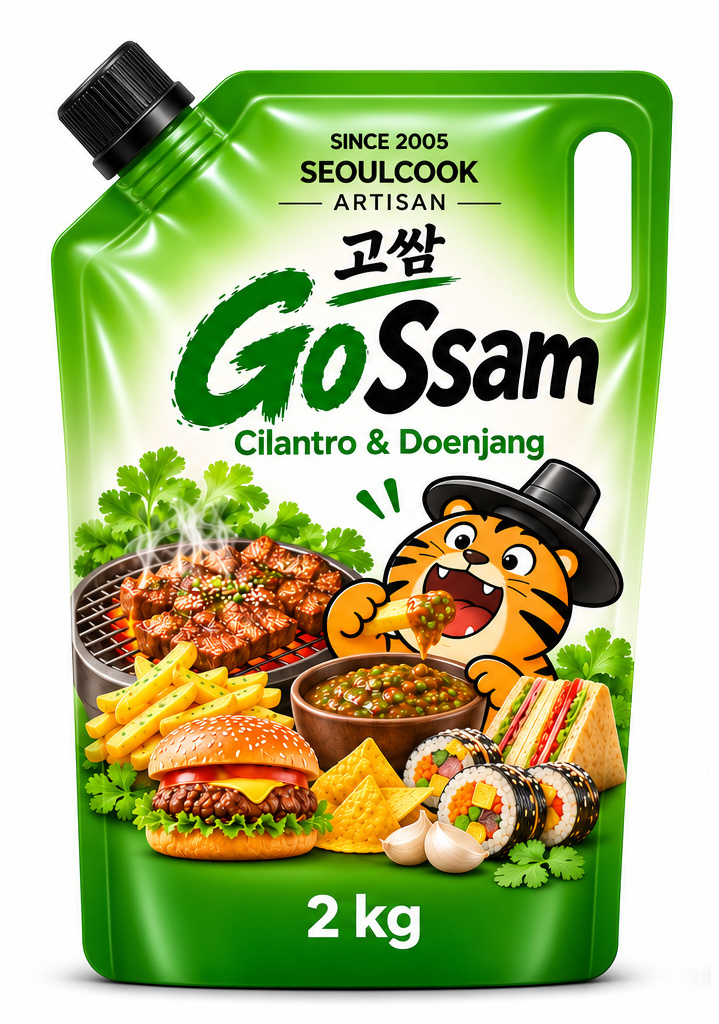 SINCE 2005
SEOULCOOK
ARTISAN
고쌈
GoSsam
Cilantro & Doenjang
2 kg